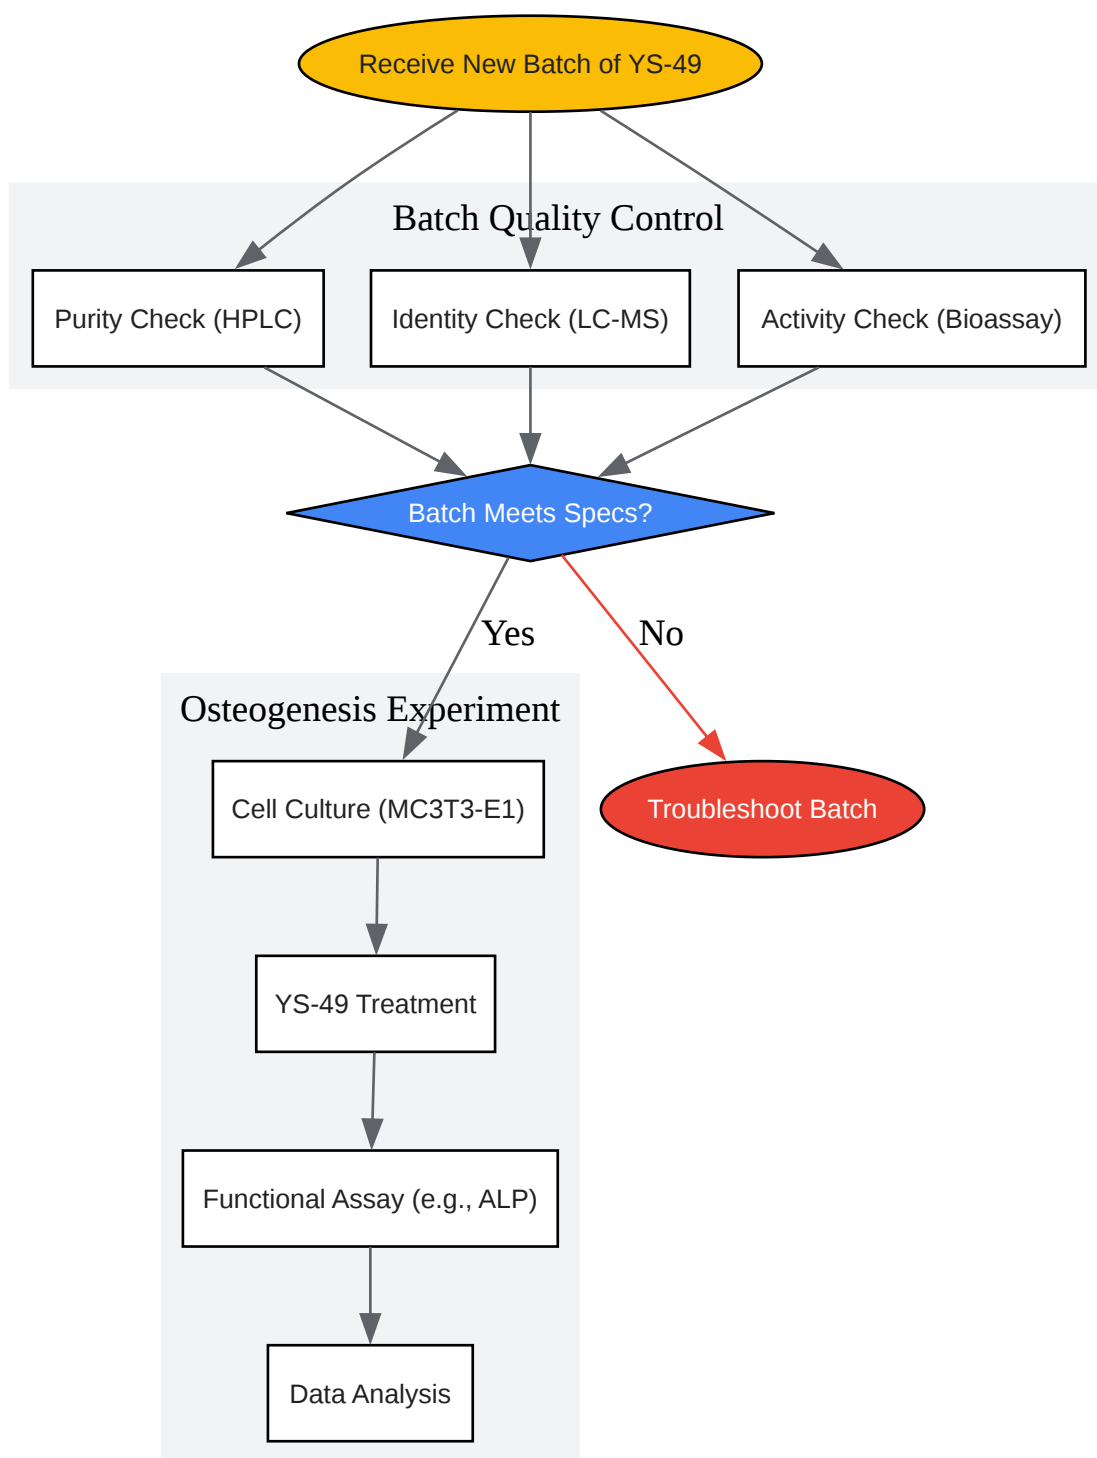 Receive New Batch of YS-49
Batch Quality Control
Purity Check (HPLC)
Identity Check (LC-MS)
Activity Check (Bioassay)
Batch Meets Specs?
Yes
No
Osteogenesis Experiment
Cell Culture (MC3T3-E1)
Troubleshoot Batch
YS-49 Treatment
Functional Assay (e.g., ALP)
Data Analysis